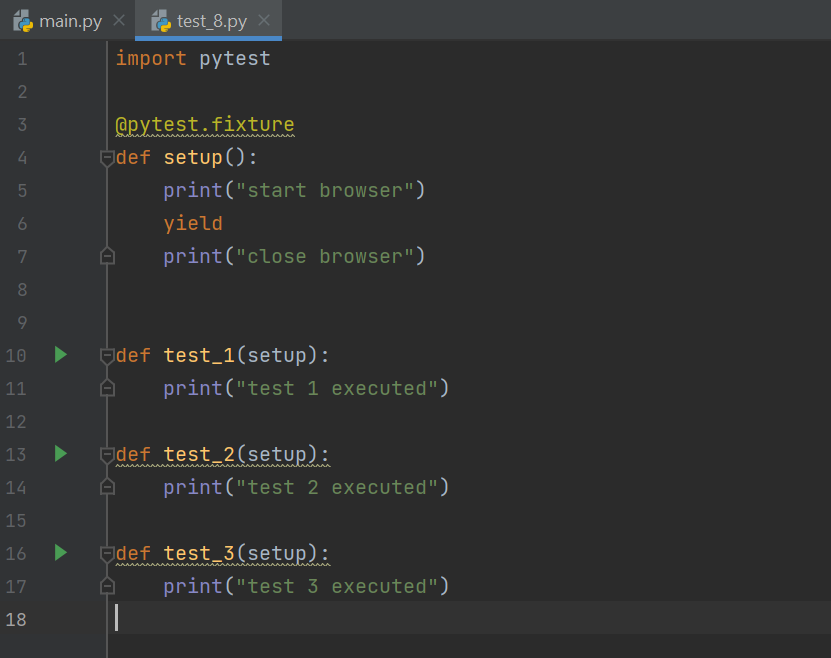 main.py test_8.py
1 import pytest
2
3 @pytest.fixture
4 def setup():
5     print("start browser")
6     yield
7     print("close browser")
8
9
10 def test_1(setup):
11     print("test 1 executed")
12
13 def test_2(setup):
14     print("test 2 executed")
15
16 def test_3(setup):
17     print("test 3 executed")
18